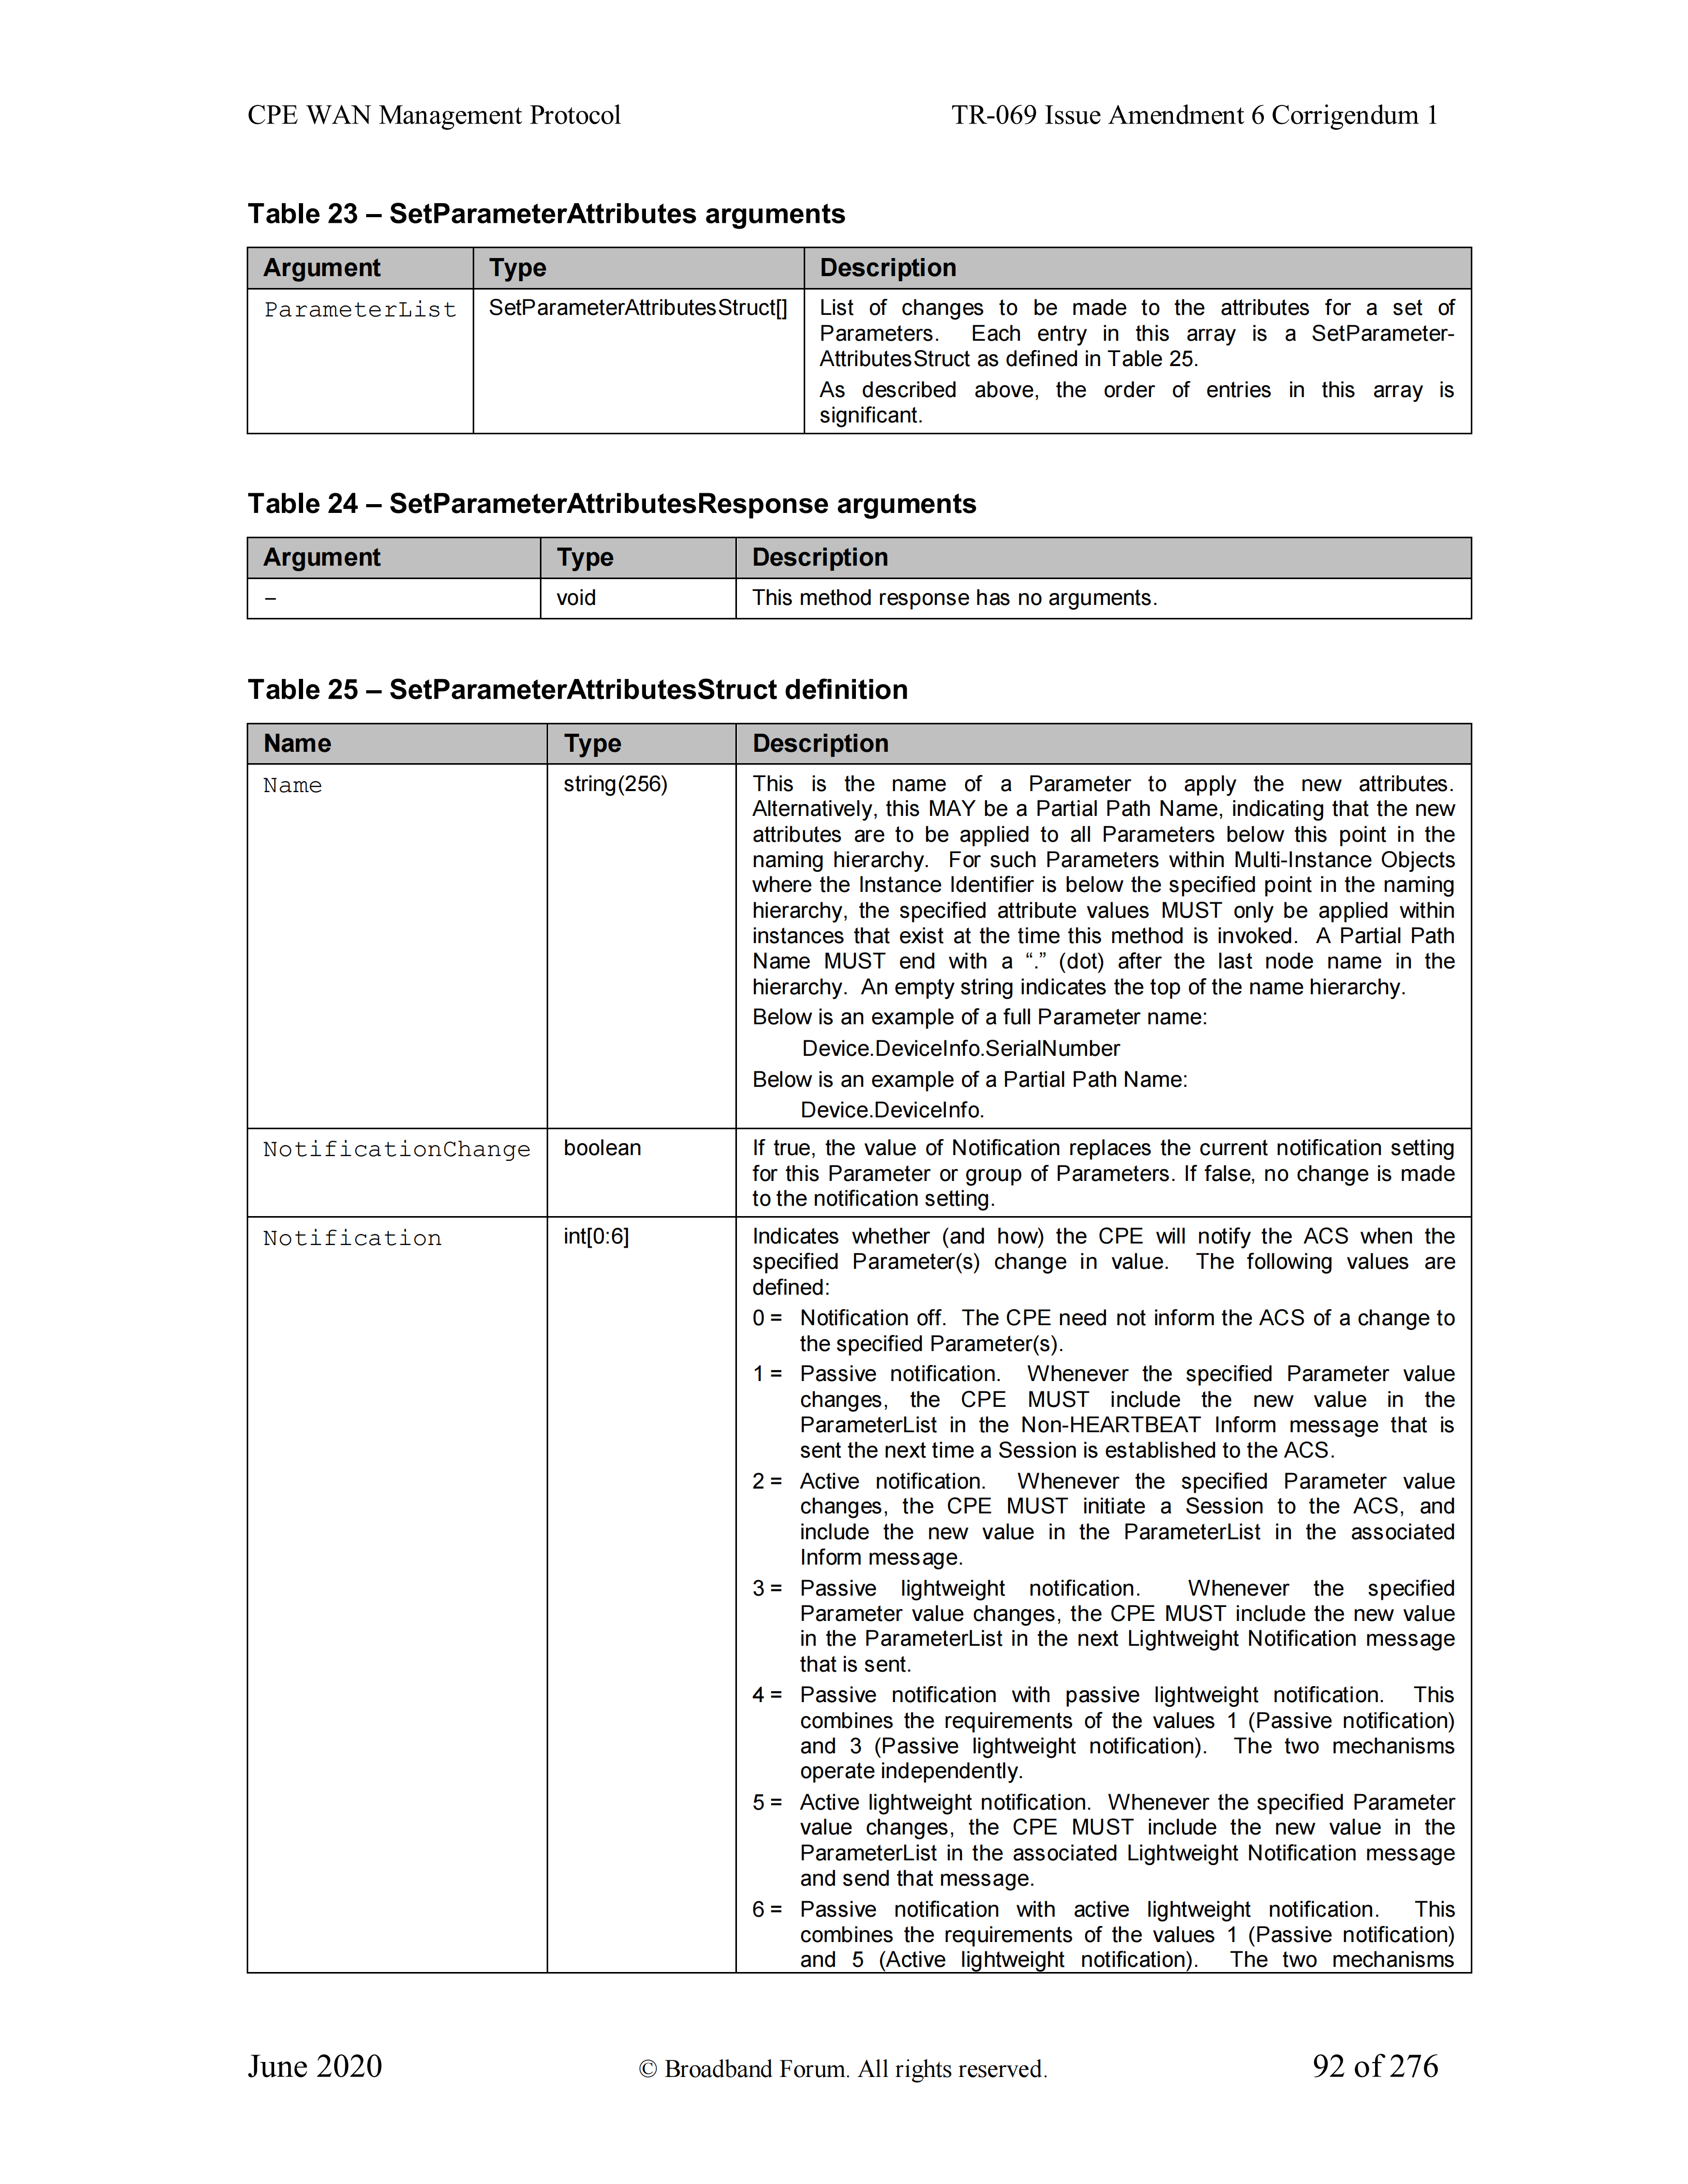 CPE WAN Management Protocol TR-069 Issue Amendment 6 Corrigendum 1
Table 23 – SetParameterAttributes arguments
Argument Type Description
ParameterList SetParameterAttributesStruct[] List of changes to be made to the attributes for a set of
Parameters. Each entry in this array is a SetParameter-
AttributesStruct as defined in Table 25.
As described above, the order of entries in this array is
significant.
Table 24 – SetParameterAttributesResponse arguments
Argument Type Description
– void This method response has no arguments.
Table 25 – SetParameterAttributesStruct definition
Name Type Description
Name string(256) This is the name of a Parameter to apply the new attributes.
Alternatively, this MAY be a Partial Path Name, indicating that the new
attributes are to be applied to all Parameters below this point in the
naming hierarchy. For such Parameters within Multi-Instance Objects
where the Instance Identifier is below the specified point in the naming
hierarchy, the specified attribute values MUST only be applied within
instances that exist at the time this method is invoked. A Partial Path
Name MUST end with a “.” (dot) after the last node name in the
hierarchy. An empty string indicates the top of the name hierarchy.
Below is an example of a full Parameter name:
Device.DeviceInfo.SerialNumber
Below is an example of a Partial Path Name:
Device.DeviceInfo.
NotificationChange boolean If true, the value of Notification replaces the current notification setting
for this Parameter or group of Parameters. If false, no change is made
to the notification setting.
Notification int[0:6] Indicates whether (and how) the CPE will notify the ACS when the
specified Parameter(s) change in value. The following values are
defined:
0 = Notification off. The CPE need not inform the ACS of a change to
the specified Parameter(s).
1 = Passive notification. Whenever the specified Parameter value
changes, the CPE MUST include the new value in the
ParameterList in the Non-HEARTBEAT Inform message that is
sent the next time a Session is established to the ACS.
2 = Active notification. Whenever the specified Parameter value
changes, the CPE MUST initiate a Session to the ACS, and
include the new value in the ParameterList in the associated
Inform message.
3 = Passive lightweight notification. Whenever the specified
Parameter value changes, the CPE MUST include the new value
in the ParameterList in the next Lightweight Notification message
that is sent.
4 = Passive notification with passive lightweight notification. This
combines the requirements of the values 1 (Passive notification)
and 3 (Passive lightweight notification). The two mechanisms
operate independently.
5 = Active lightweight notification. Whenever the specified Parameter
value changes, the CPE MUST include the new value in the
ParameterList in the associated Lightweight Notification message
and send that message.
6 = Passive notification with active lightweight notification. This
combines the requirements of the values 1 (Passive notification)
and 5 (Active lightweight notification). The two mechanisms
June 2020 © Broadband Forum. All rights reserved. 92 of 276